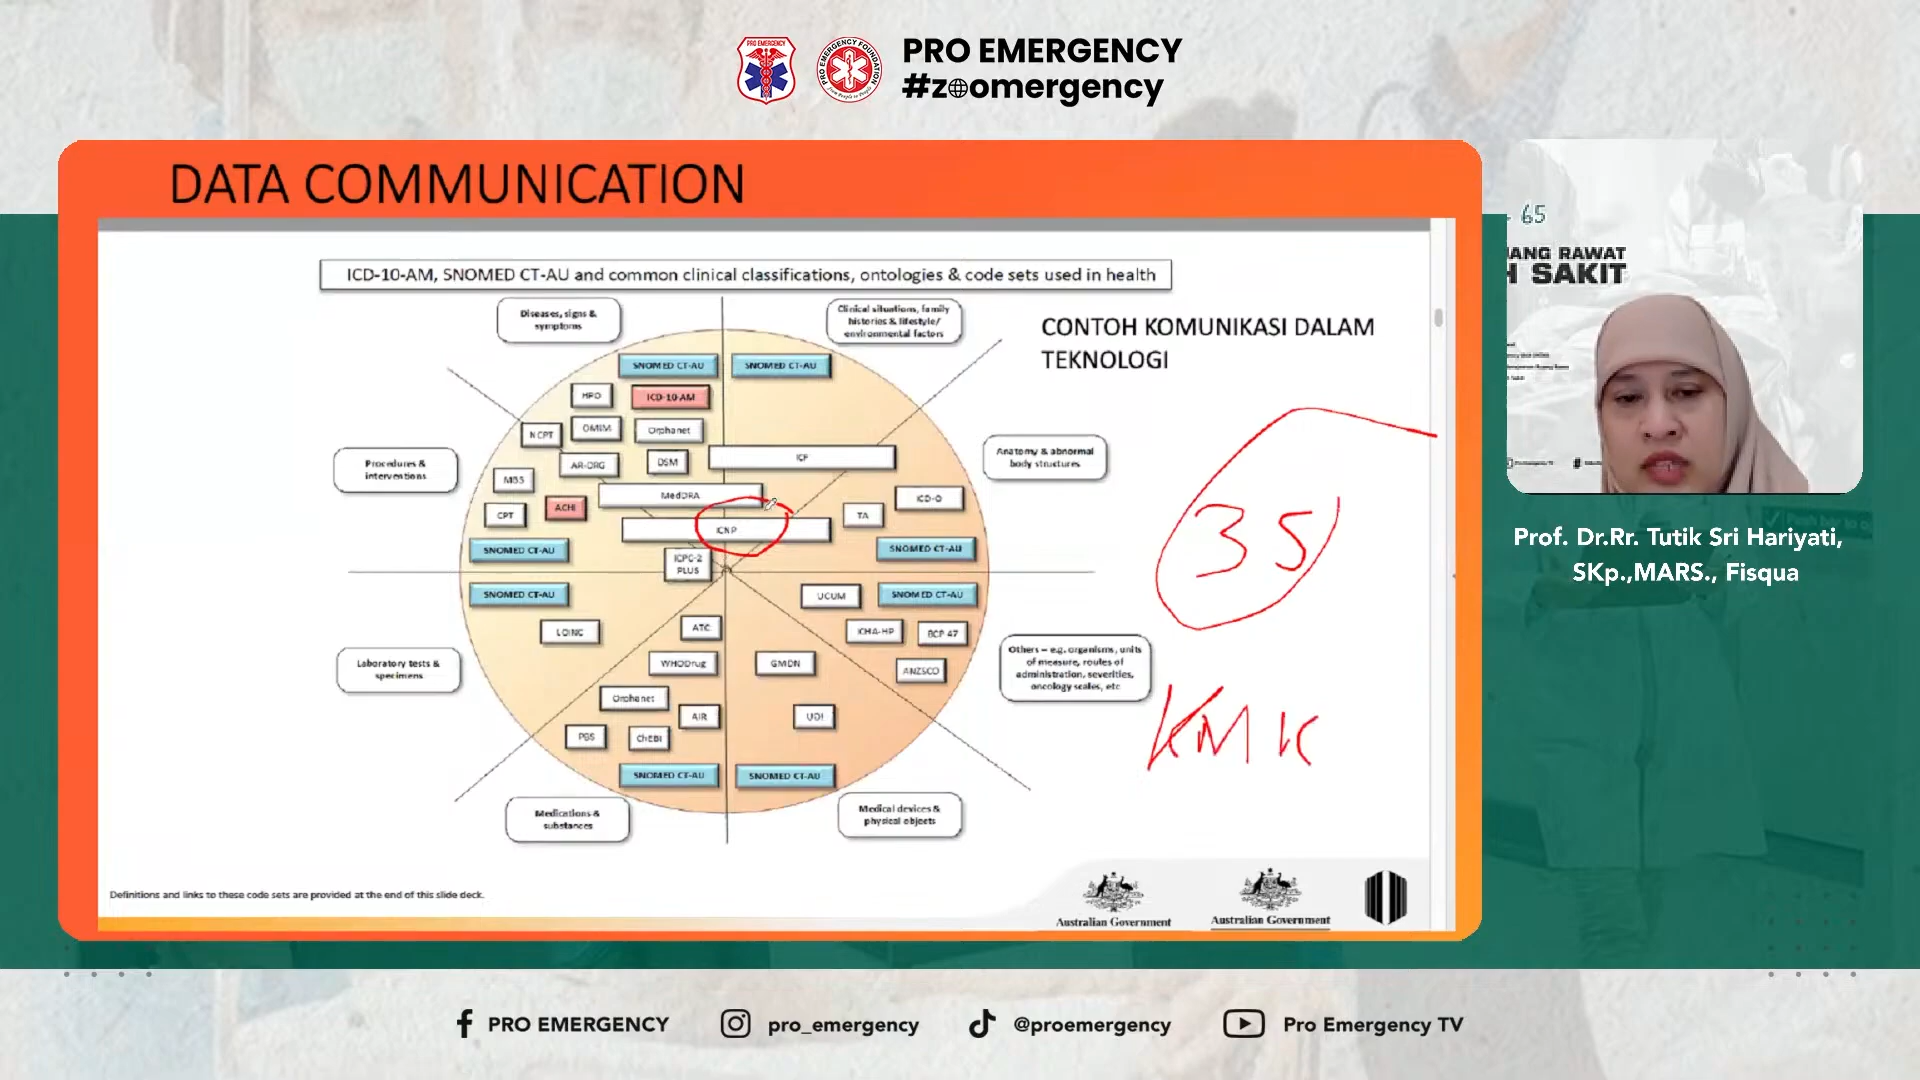 PRO EMERGENCY
#zoomergency
PRO EMERGENCY
PRO EMERGENCY FOUNDATION
DATA COMMUNICATION
ICD-10-AM, SNOMED CT-AU and common clinical classifications, ontologies & code sets used in health
CONTOH KOMUNIKASI DALAM
TEKNOLOGI
Diseases, signs &
symptoms
Clinical situations, family
histories & lifestyle/
environmental factors
SNOMED CT-AU
SNOMED CT-AU
HPO
ICD-10-AM
NCPT
OMIM
Orphanet
AR-DRG
DSM
ICF
Procedures &
interventions
Anatomy & abnormal
body structures
MBS
MedDRA
ICD-O
CPT
ACHI
ICNP
TA
SNOMED CT-AU
ICPC-2
PLUS
SNOMED CT-AU
SNOMED CT-AU
UCUM
SNOMED CT-AU
LOINC
ATC
ICHA-HP
BCP 47
Laboratory tests &
specimens
WHODrug
GMDN
ANZSCO
Others – e.g. organisms, units
of measure, routes of
administration, severities,
oncology scales, etc
Orphanet
AIR
UDI
PBS
ChEBI
SNOMED CT-AU
SNOMED CT-AU
Medications &
substances
Medical devices &
physical objects
35
KMK
Definitions and links to these code sets are provided at the end of this slide deck.
Australian Government
Australian Government
65
ANG RAWAT
SAKIT
Prof. Dr.Rr. Tutik Sri Hariyati,
SKp.,MARS., Fisqua
PRO EMERGENCY
pro_emergency
@proemergency
Pro Emergency TV